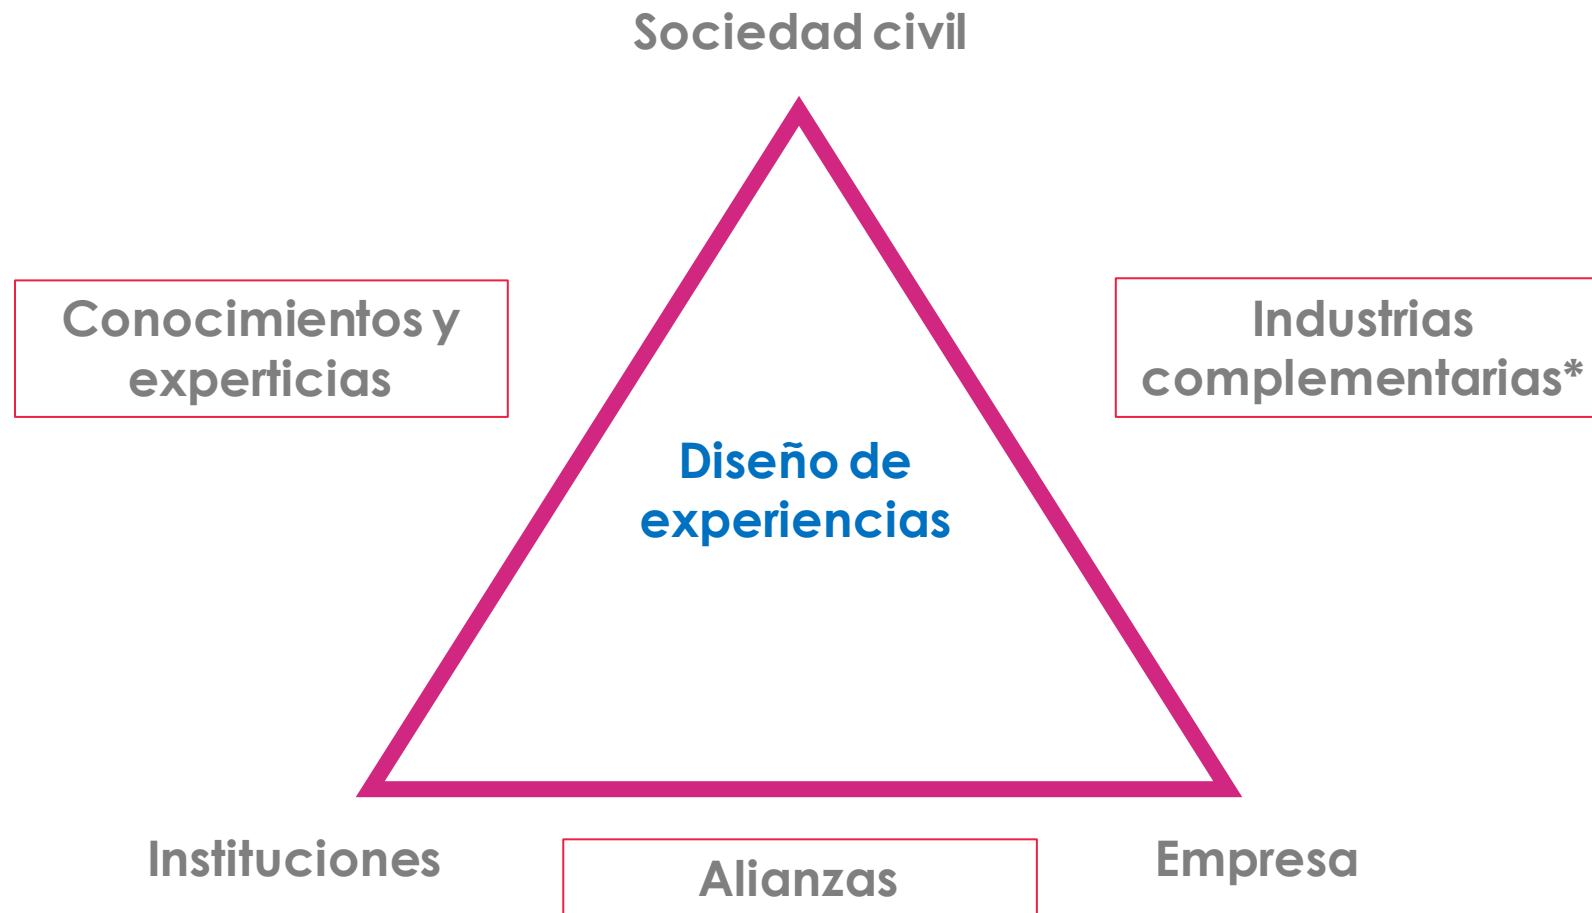 Sociedad civil
Conocimientos y
experticias
Industrias
complementarias*
Diseño de
experiencias
Instituciones
Alianzas
Empresa